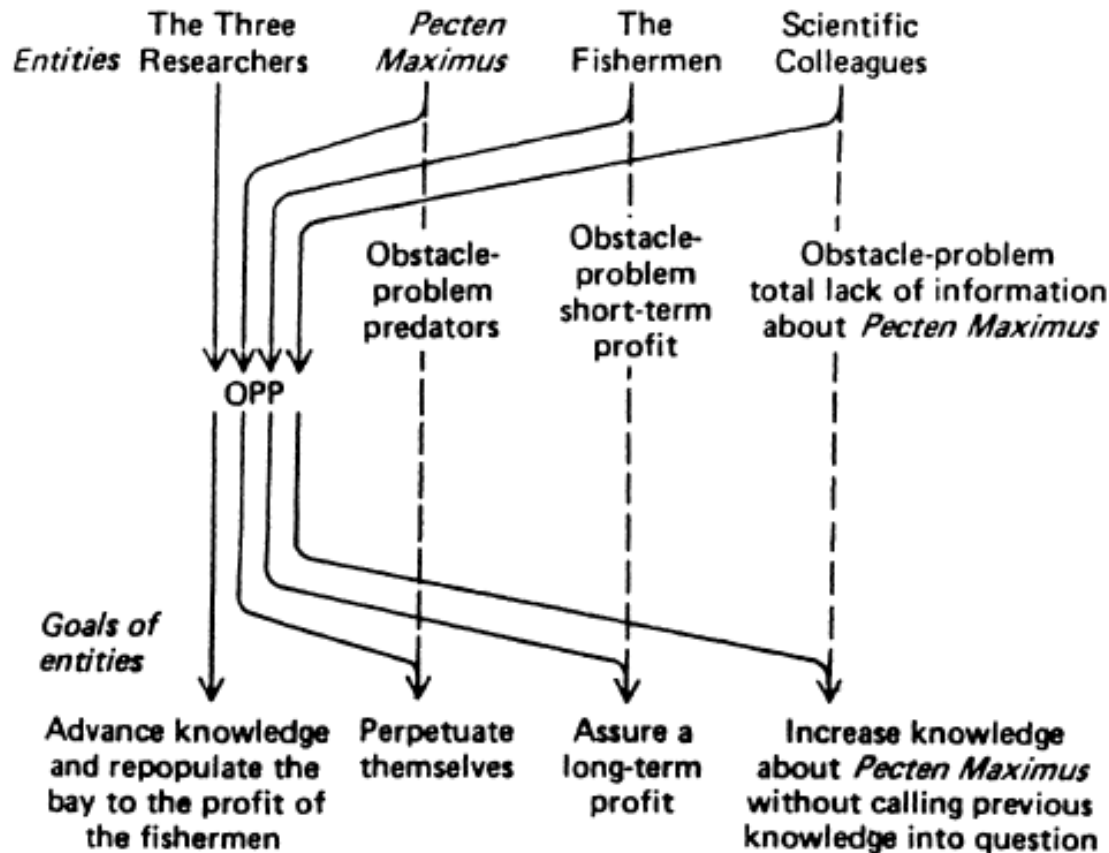 Entities
The Three
Researchers
Pecten
Maximus
The
Fishermen
Scientific
Colleagues
Obstacle-
problem
predators
Obstacle-
problem
short-term
profit
Obstacle-problem
total lack of information
about Pecten Maximus
OPP
Goals of
entities
Advance knowledge
and repopulate the
bay to the profit of
the fishermen
Perpetuate
themselves
Assure a
long-term
profit
Increase knowledge
about Pecten Maximus
without calling previous
knowledge into question